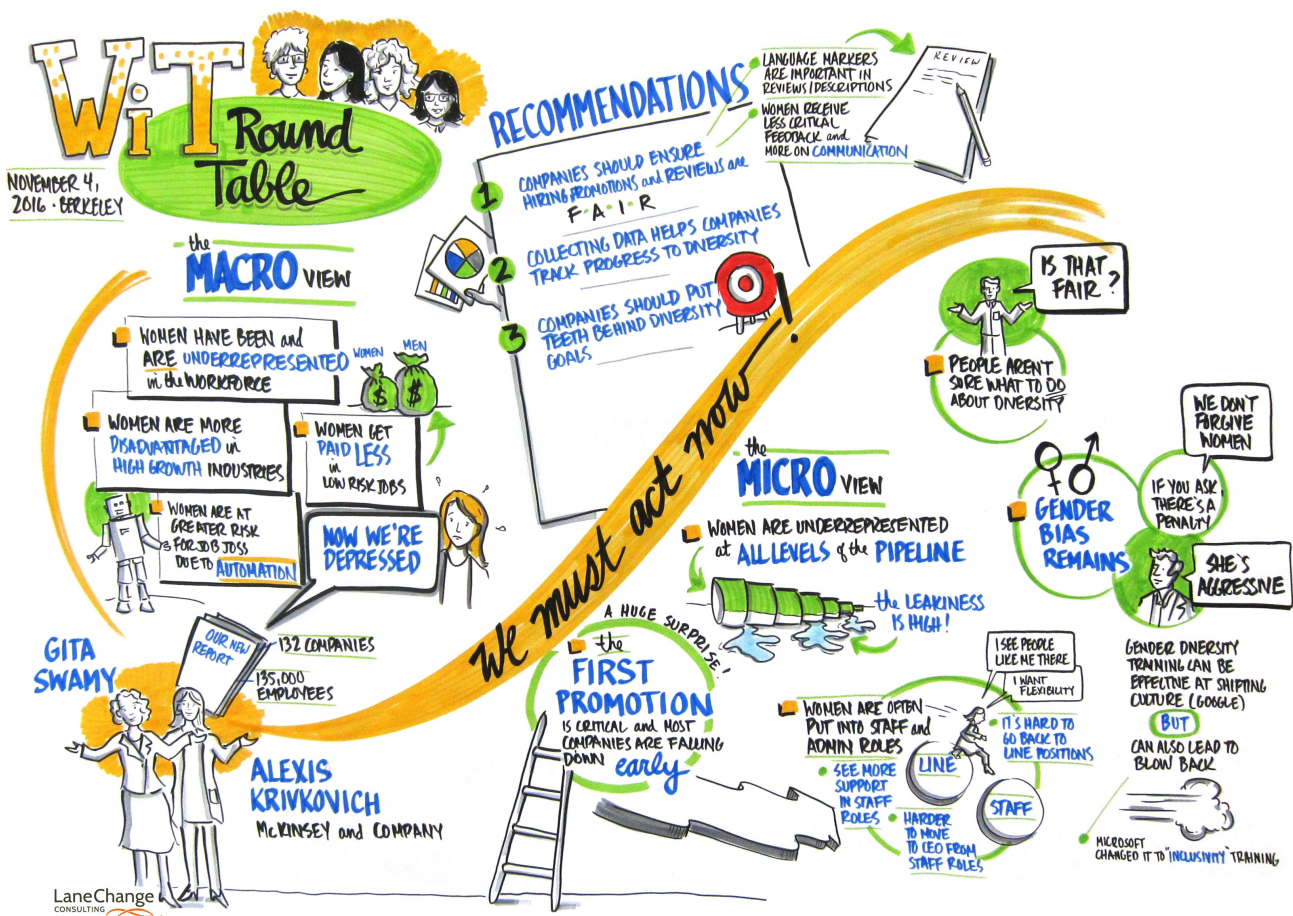 WiT
Round
Table
NOVEMBER 4,
2016 · BERKELEY
the
MACRO VIEW
WOMEN HAVE BEEN and
ARE UNDERREPRESENTED
in the WORKFORCE
WOMEN
MEN
$
$
WOMEN ARE MORE
DISADVANTAGED in
HIGH GROWTH INDUSTRIES
WOMEN GET
PAID LESS
in
LOW RISK JOBS
WOMEN ARE AT
GREATER RISK
FOR JOB LOSS
DUE TO AUTOMATION
NOW WE'RE
DEPRESSED
OUR NEW
REPORT
132 COMPANIES
135,000
EMPLOYEES
GITA
SWAMY
ALEXIS
KRIVKOVICH
McKINSEY and COMPANY
LaneChange
CONSULTING
RECOMMENDATIONS
1
COMPANIES SHOULD ENSURE
HIRING PROMOTIONS and REVIEWS are
F·A·I·R
2
COLLECTING DATA HELPS COMPANIES
TRACK PROGRESS TO DIVERSITY
3
COMPANIES SHOULD PUT
TEETH BEHIND DIVERSITY
GOALS
LANGUAGE MARKERS
ARE IMPORTANT IN
REVIEWS/DESCRIPTIONS
WOMEN RECEIVE
LESS CRITICAL
FEEDBACK and
MORE ON COMMUNICATION
REVIEW
We must act now!
the
MICRO VIEW
WOMEN ARE UNDERREPRESENTED
at ALL LEVELS of the PIPELINE
the LEAKINESS
IS HIGH!
A HUGE SURPRISE!
the
FIRST
PROMOTION
IS CRITICAL and MOST
COMPANIES ARE FALLING
DOWN early
WOMEN ARE OFTEN
PUT INTO STAFF and
ADMIN ROLES
SEE MORE
SUPPORT
IN STAFF
ROLES
HARDER
TO MOVE
TO CEO FROM
STAFF ROLES
I SEE PEOPLE
LIKE ME THERE
I WANT
FLEXIBILITY
IT'S HARD TO
GO BACK TO
LINE POSITIONS
LINE
STAFF
IS THAT
FAIR?
PEOPLE AREN'T
SURE WHAT TO DO
ABOUT DIVERSITY
GENDER
BIAS
REMAINS
WE DON'T
FORGIVE
WOMEN
IF YOU ASK,
THERE'S A
PENALTY
SHE'S
AGGRESSIVE
GENDER DIVERSITY
TRAINING CAN BE
EFFECTIVE AT SHIFTING
CULTURE (GOOGLE)
BUT
CAN ALSO LEAD TO
BLOW BACK
MICROSOFT
CHANGED IT TO "INCLUSIVITY" TRAINING